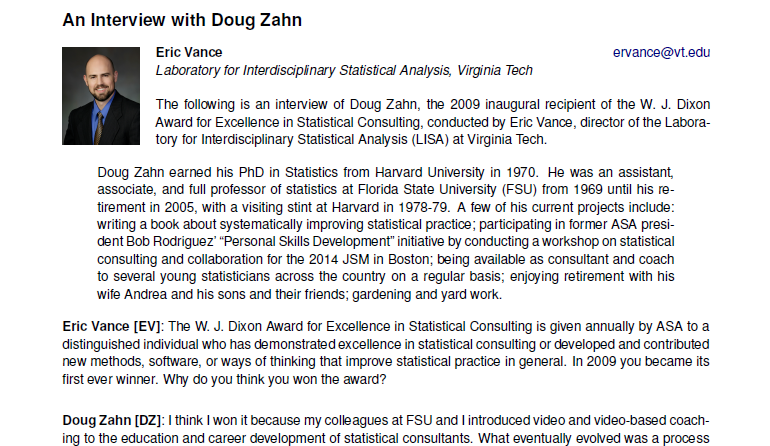 An Interview with Doug Zahn
Eric Vance ervance@vt.edu
Laboratory for Interdisciplinary Statistical Analysis, Virginia Tech
The following is an interview of Doug Zahn, the 2009 inaugural recipient of the W. J. Dixon
Award for Excellence in Statistical Consulting, conducted by Eric Vance, director of the Labora-
tory for Interdisciplinary Statistical Analysis (LISA) at Virginia Tech.
Doug Zahn earned his PhD in Statistics from Harvard University in 1970. He was an assistant,
associate, and full professor of statistics at Florida State University (FSU) from 1969 until his re-
tirement in 2005, with a visiting stint at Harvard in 1978-79. A few of his current projects include:
writing a book about systematically improving statistical practice; participating in former ASA presi-
dent Bob Rodriguez' “Personal Skills Development” initiative by conducting a workshop on statistical
consulting and collaboration for the 2014 JSM in Boston; being available as consultant and coach
to several young statisticians across the country on a regular basis; enjoying retirement with his
wife Andrea and his sons and their friends; gardening and yard work.
Eric Vance [EV]: The W. J. Dixon Award for Excellence in Statistical Consulting is given annually by ASA to a
distinguished individual who has demonstrated excellence in statistical consulting or developed and contributed
new methods, software, or ways of thinking that improve statistical practice in general. In 2009 you became its
first ever winner. Why do you think you won the award?
Doug Zahn [DZ]: I think I won it because my colleagues at FSU and I introduced video and video-based coach-
ing to the education and career development of statistical consultants. What eventually evolved was a process